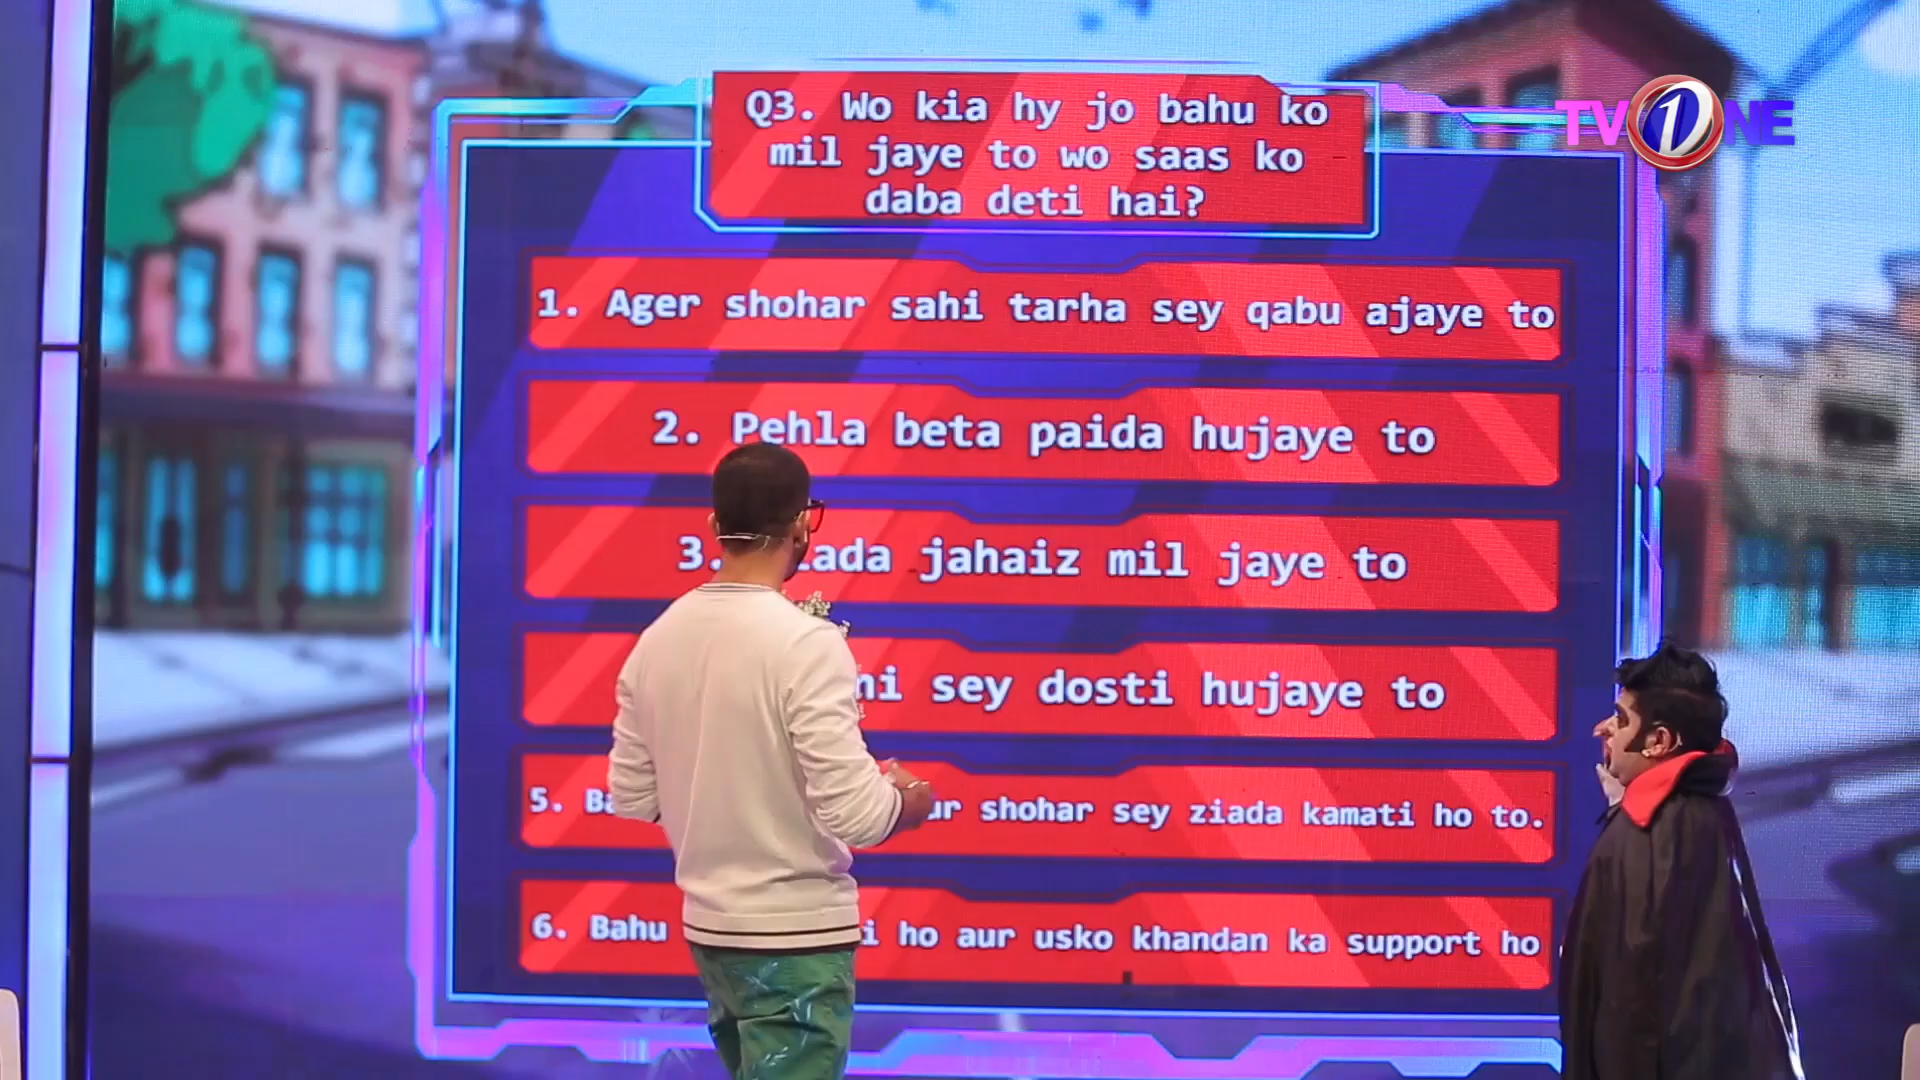 Q3. Wo kia hy jo bahu ko
mil jaye to wo saas ko
daba deti hai?
TV ONE
1. Ager shohar sahi tarha sey qabu ajaye to
2. Pehla beta paida hujaye to
3. jahaiz mil jaye to
sey dosti hujaye to
5. shohar sey ziada kamati ho to.
6. Bahu ho aur usko khandan ka support ho